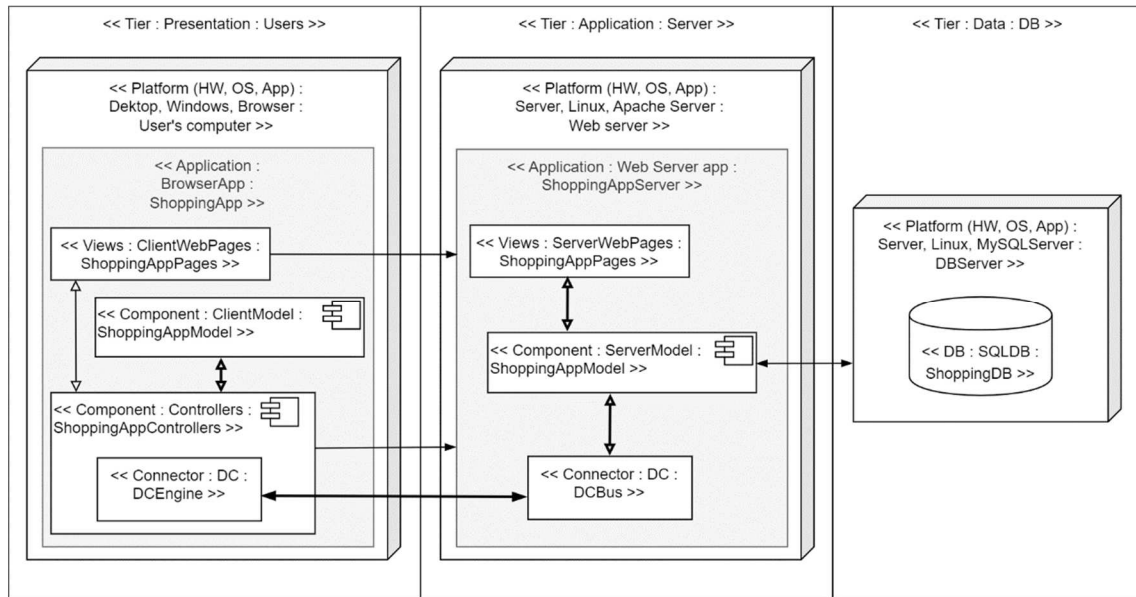 << Tier : Presentation : Users >>
<< Platform (HW, OS, App) :
Dektop, Windows, Browser :
User's computer >>
<< Application :
BrowserApp :
ShoppingApp >>
<< Views : ClientWebPages :
ShoppingAppPages >>
<< Component : ClientModel :
ShoppingAppModel >>
<< Component : Controllers :
ShoppingAppControllers >>
<< Connector : DC :
DCEngine >>
<< Tier : Application : Server >>
<< Platform (HW, OS, App) :
Server, Linux, Apache Server :
Web server >>
<< Application : Web Server app :
ShoppingAppServer >>
<< Views : ServerWebPages :
ShoppingAppPages >>
<< Component : ServerModel :
ShoppingAppModel >>
<< Connector : DC :
DCBus >>
<< Tier : Data : DB >>
<< Platform (HW, OS, App) :
Server, Linux, MySQLServer :
DBServer >>
<< DB : SQLDB :
ShoppingDB >>